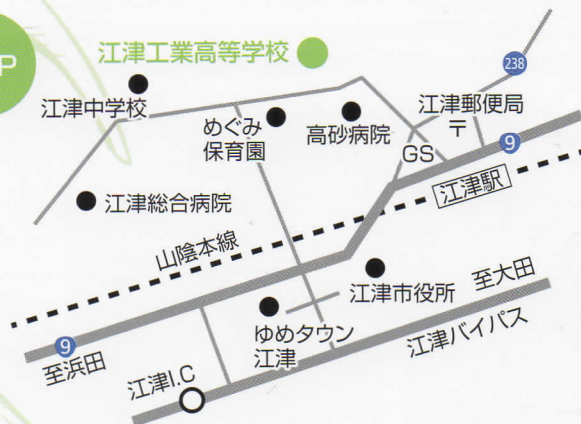 P
江津工業高等学校
238
江津中学校
江津郵便局
〒
めぐみ
保育園
高砂病院
GS
9
江津駅
江津総合病院
山陰本線
江津市役所
至大田
ゆめタウン
江津
江津バイパス
9
至浜田
江津I.C